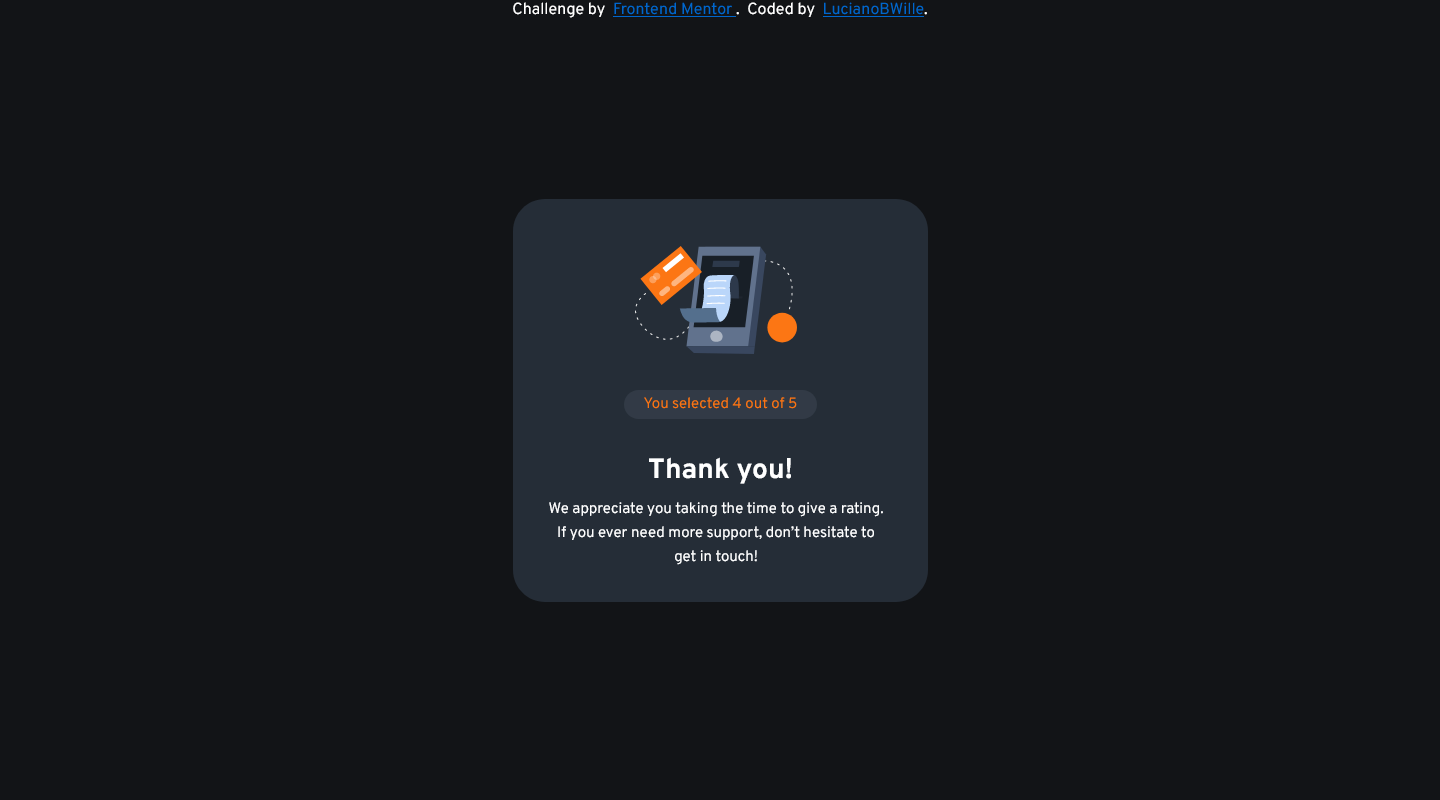 Challenge by Frontend Mentor . Coded by LucianoBWille.
You selected 4 out of 5
Thank you!
We appreciate you taking the time to give a rating.
If you ever need more support, don’t hesitate to
get in touch!